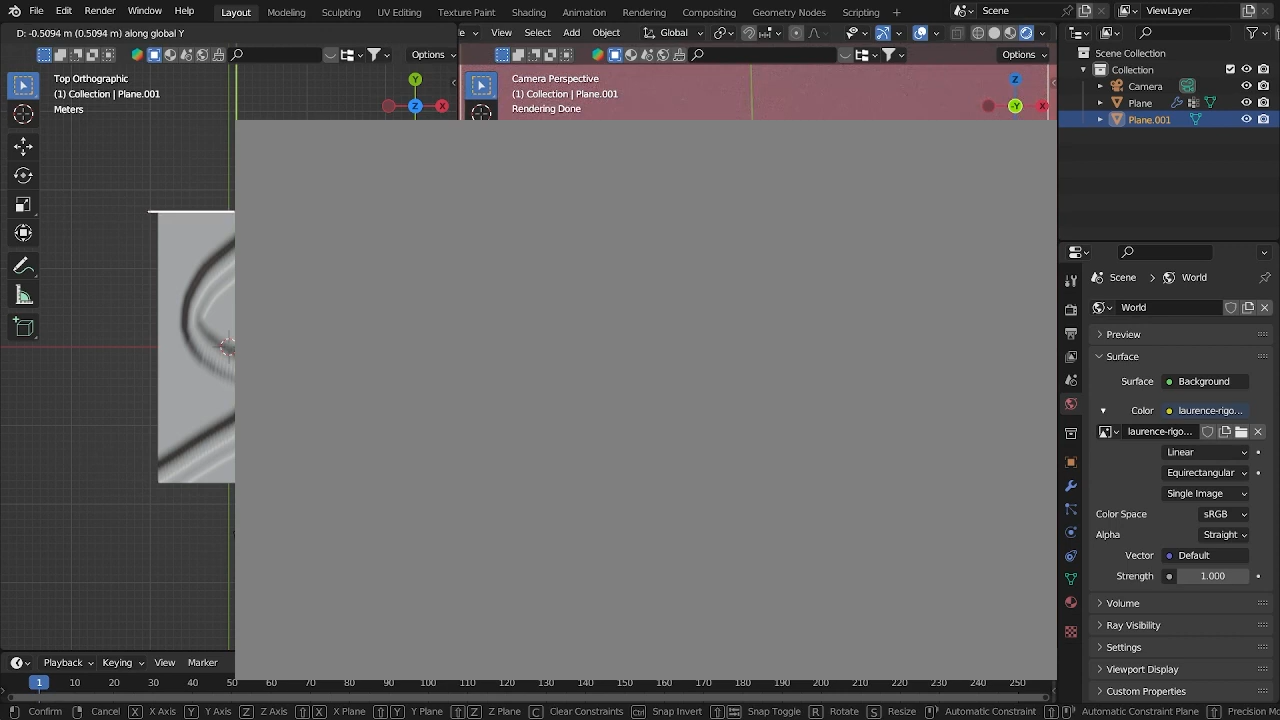 File Edit Render Window Help Layout Modeling Sculpting UV Editing Texture Paint Shading Animation Rendering Compositing Geometry Nodes Scripting Scene ViewLayer
D: -0.5094 m (0.5094 m) along global Y
View Select Add Object Global
Options Options
Top Orthographic
(1) Collection | Plane.001
Meters
Y
Z
X
Camera Perspective
(1) Collection | Plane.001
Rendering Done
Z
-Y
X
Scene Collection
Collection
Camera
Plane
Plane.001
Scene > World
World
Preview
Surface
Surface Background
Color laurence-rigo...
laurence-rigo...
Linear
Equirectangular
Single Image
Color Space sRGB
Alpha Straight
Vector Default
Strength 1.000
Volume
Ray Visibility
Settings
Viewport Display
Custom Properties
Playback Keying View Marker
1 10 20 30 40 50 60 70 80 90 100 110 120 130 140 150 160 170 180 190 200 210 220 230 240 250
Confirm Cancel X X Axis Y Y Axis Z Z Axis X X Plane Y Y Plane Z Z Plane C Clear Constraints Ctrl Snap Invert Snap Toggle R Rotate S Resize Automatic Constraint Automatic Constraint Plane Precision Mo